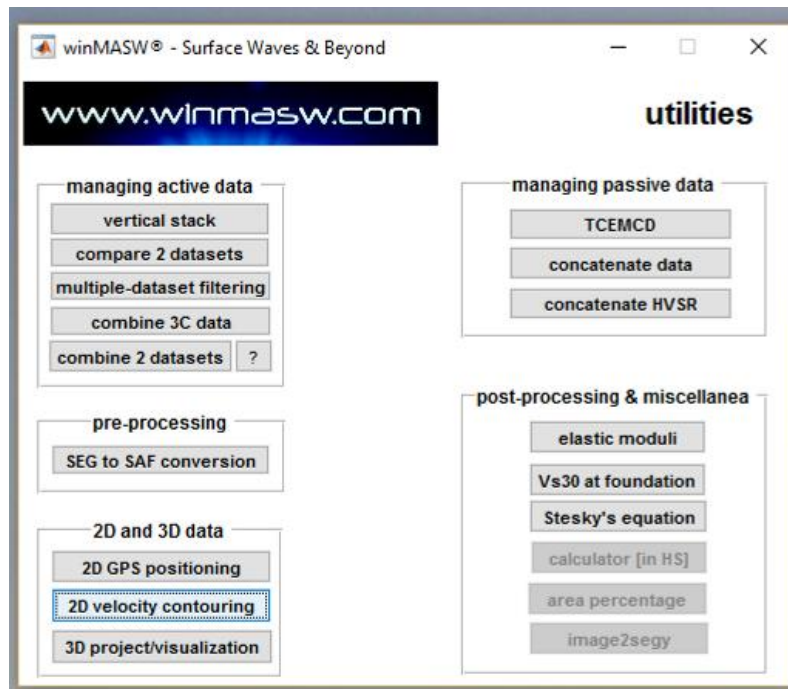 winMASW® - Surface Waves & Beyond
www.winmasw.com
utilities
managing active data
vertical stack
compare 2 datasets
multiple-dataset filtering
combine 3C data
combine 2 datasets
?
pre-processing
SEG to SAF conversion
2D and 3D data
2D GPS positioning
2D velocity contouring
3D project/visualization
managing passive data
TCEMCD
concatenate data
concatenate HVSR
post-processing & miscellanea
elastic moduli
Vs30 at foundation
Stesky's equation
calculator [in HS]
area percentage
image2segy